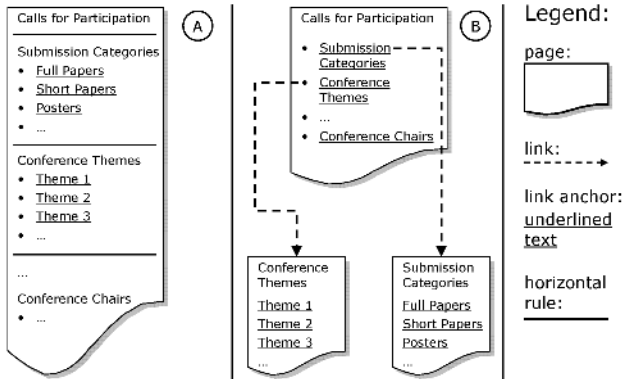 Calls for Participation
Submission Categories
• Full Papers
• Short Papers
• Posters
• ...
Conference Themes
• Theme 1
• Theme 2
• Theme 3
• ...
...
Conference Chairs
• ...
A
Calls for Participation
• Submission
Categories
• Conference
Themes
• ...
• Conference Chairs
B
Conference
Themes
Theme 1
Theme 2
Theme 3
...
Submission
Categories
Full Papers
Short Papers
Posters
...
Legend:
page:
link:
link anchor:
underlined
text
horizontal
rule: